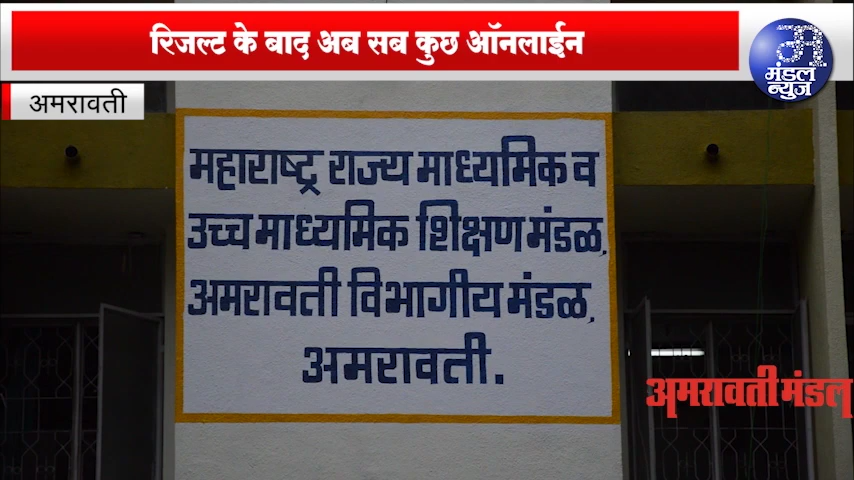 रिजल्ट के बाद अब सब कुछ ऑनलाईन
मंडल
न्युज
अमरावती
महाराष्ट्र राज्य माध्यमिक व
उच्च माध्यमिक शिक्षण मंडळ,
अमरावती विभागीय मंडळ,
अमरावती.
अमरावती मंडल